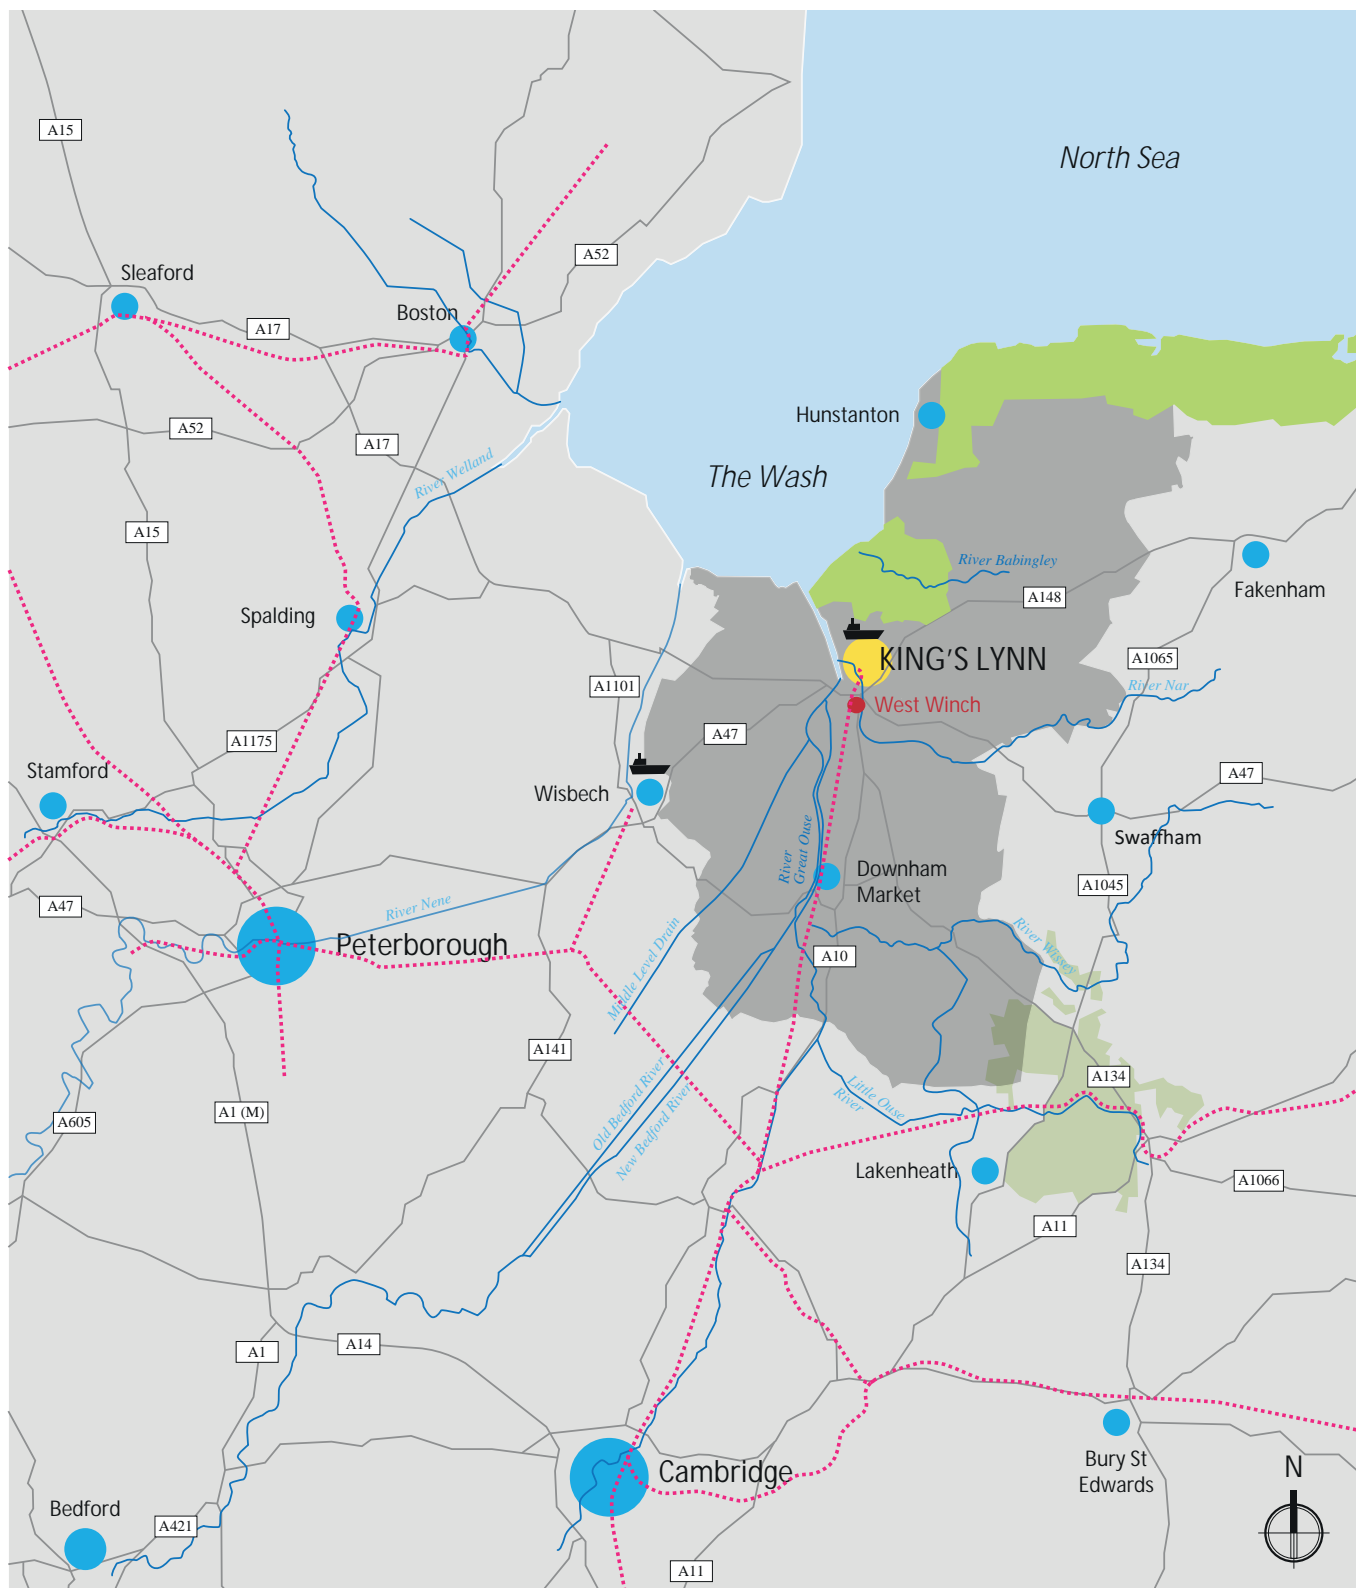 A15
North Sea
A52
Sleaford
Boston
A17
Hunstanton
A52
A17
River Welland
The Wash
A15
River Babingley
Fakenham
A148
Spalding
KING'S LYNN
A1065
River Nar
A1101
West Winch
A47
A1175
Stamford
A47
Wisbech
River
Great Ouse
Swaffham
Downham
Market
A1045
A47
River Nene
Peterborough
Middle Level Drain
River Wissey
A10
A141
Old Bedford River
New Bedford River
Little Ouse
River
A134
A1 (M)
A605
Lakenheath
A1066
A11
A134
A14
A1
Bury St
Edwards
N
Cambridge
Bedford
A421
A11